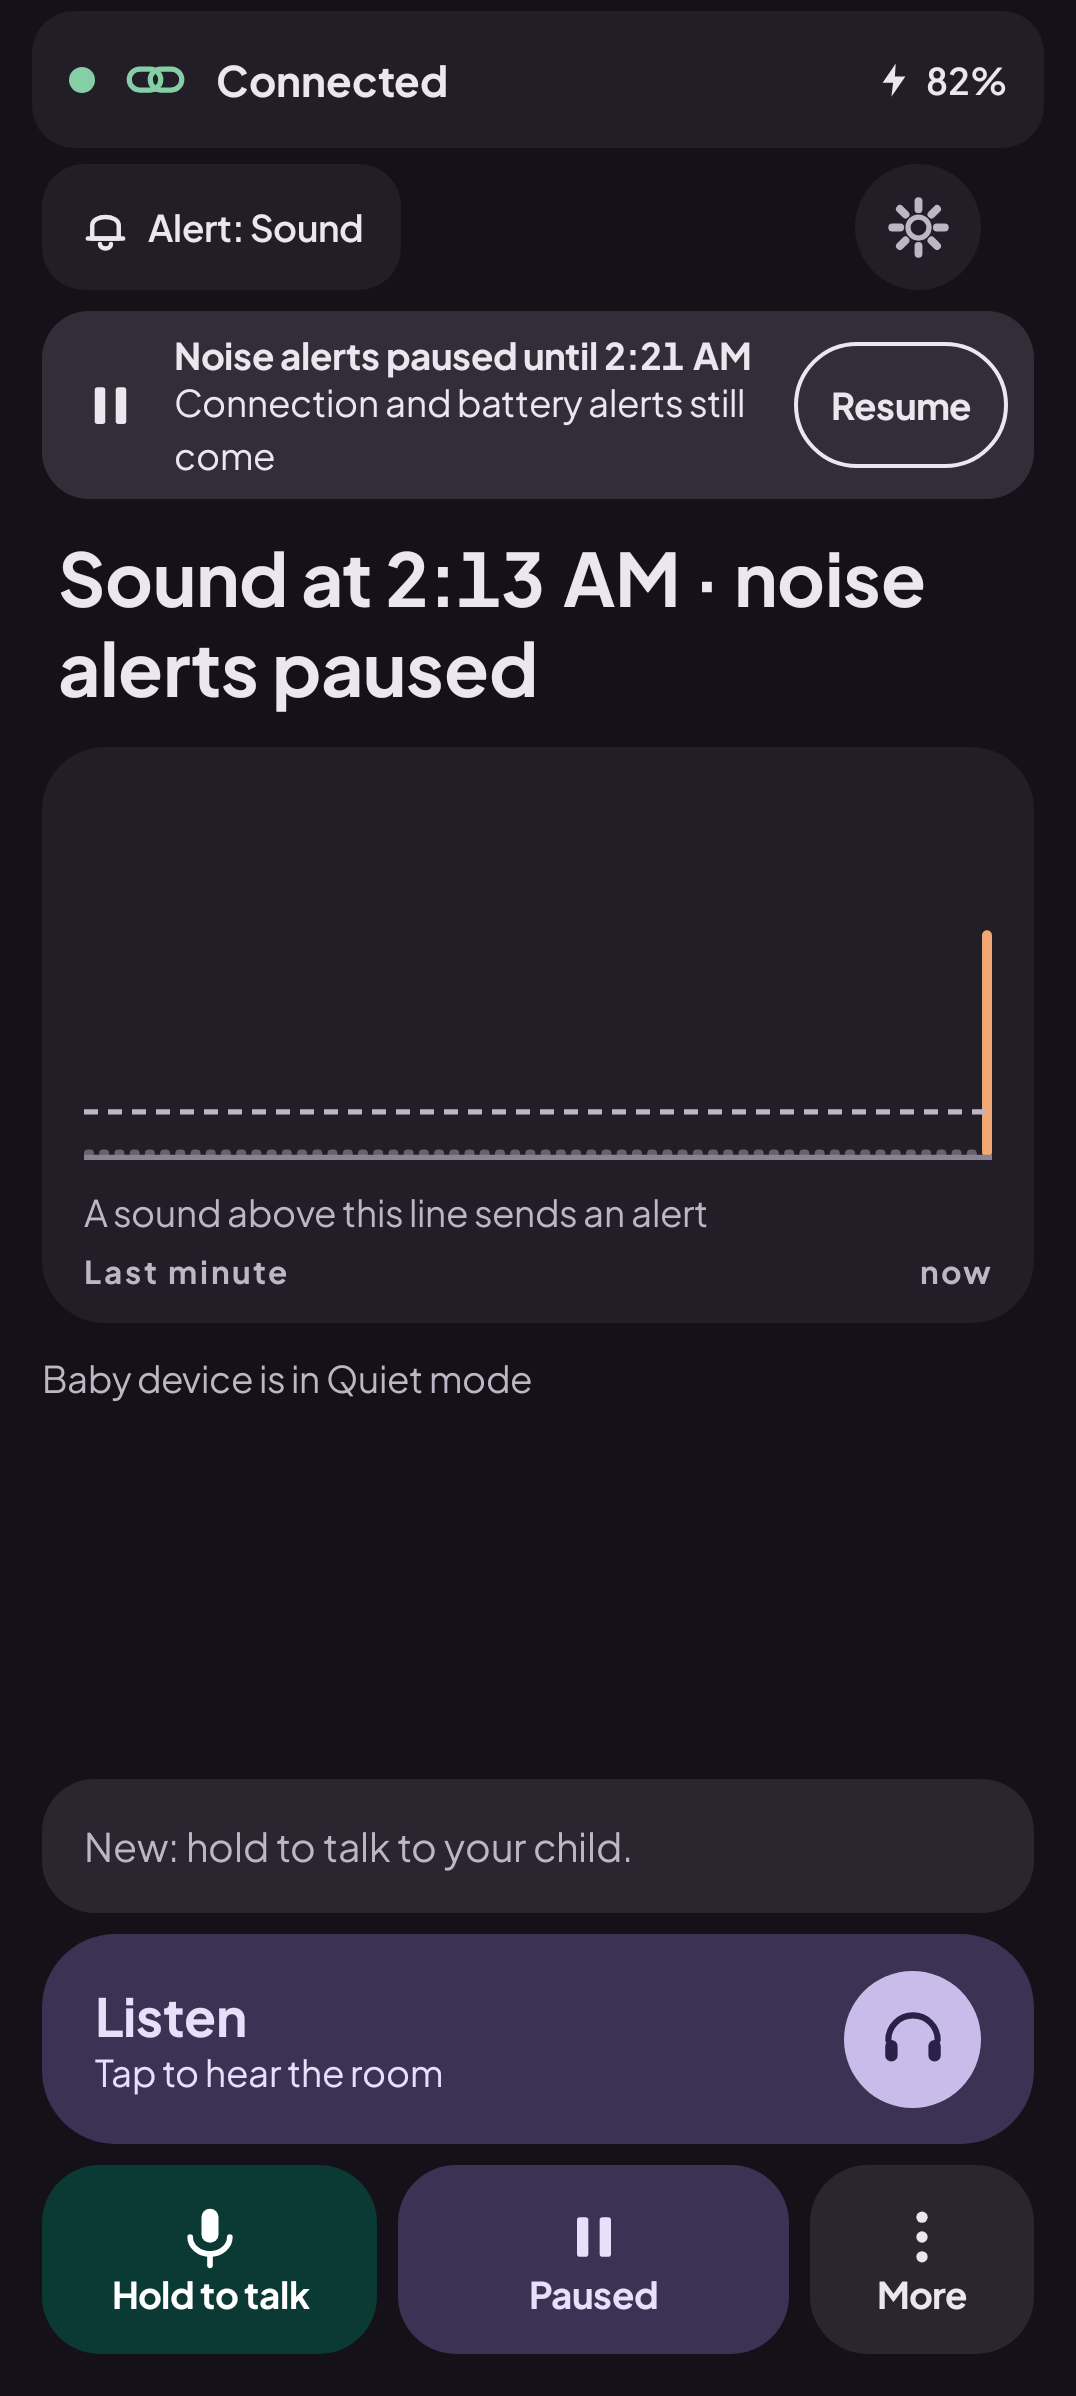 Connected
82%
Alert: Sound
Noise alerts paused until 2:21 AM
Connection and battery alerts still
come
Resume
Sound at 2:13 AM · noise
alerts paused
A sound above this line sends an alert
Last minute
now
Baby device is in Quiet mode
New: hold to talk to your child.
Listen
Tap to hear the room
Hold to talk
Paused
More